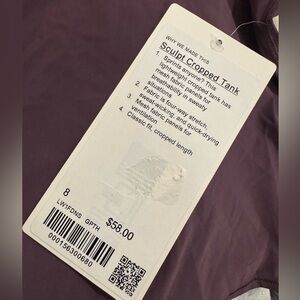 WHY WE MADE THIS
Sculpt Cropped Tank
1. Sprints anyone? This
lightweight cropped tank has
mesh fabric panels for
breathability in sweaty
situations
2. Fabric is four-way stretch,
sweat-wicking, and quick-drying
3. Mesh fabric panels for
ventilation
4. Classic fit, cropped length
8
$58.00
LW1FDNS GPTH
000156300680